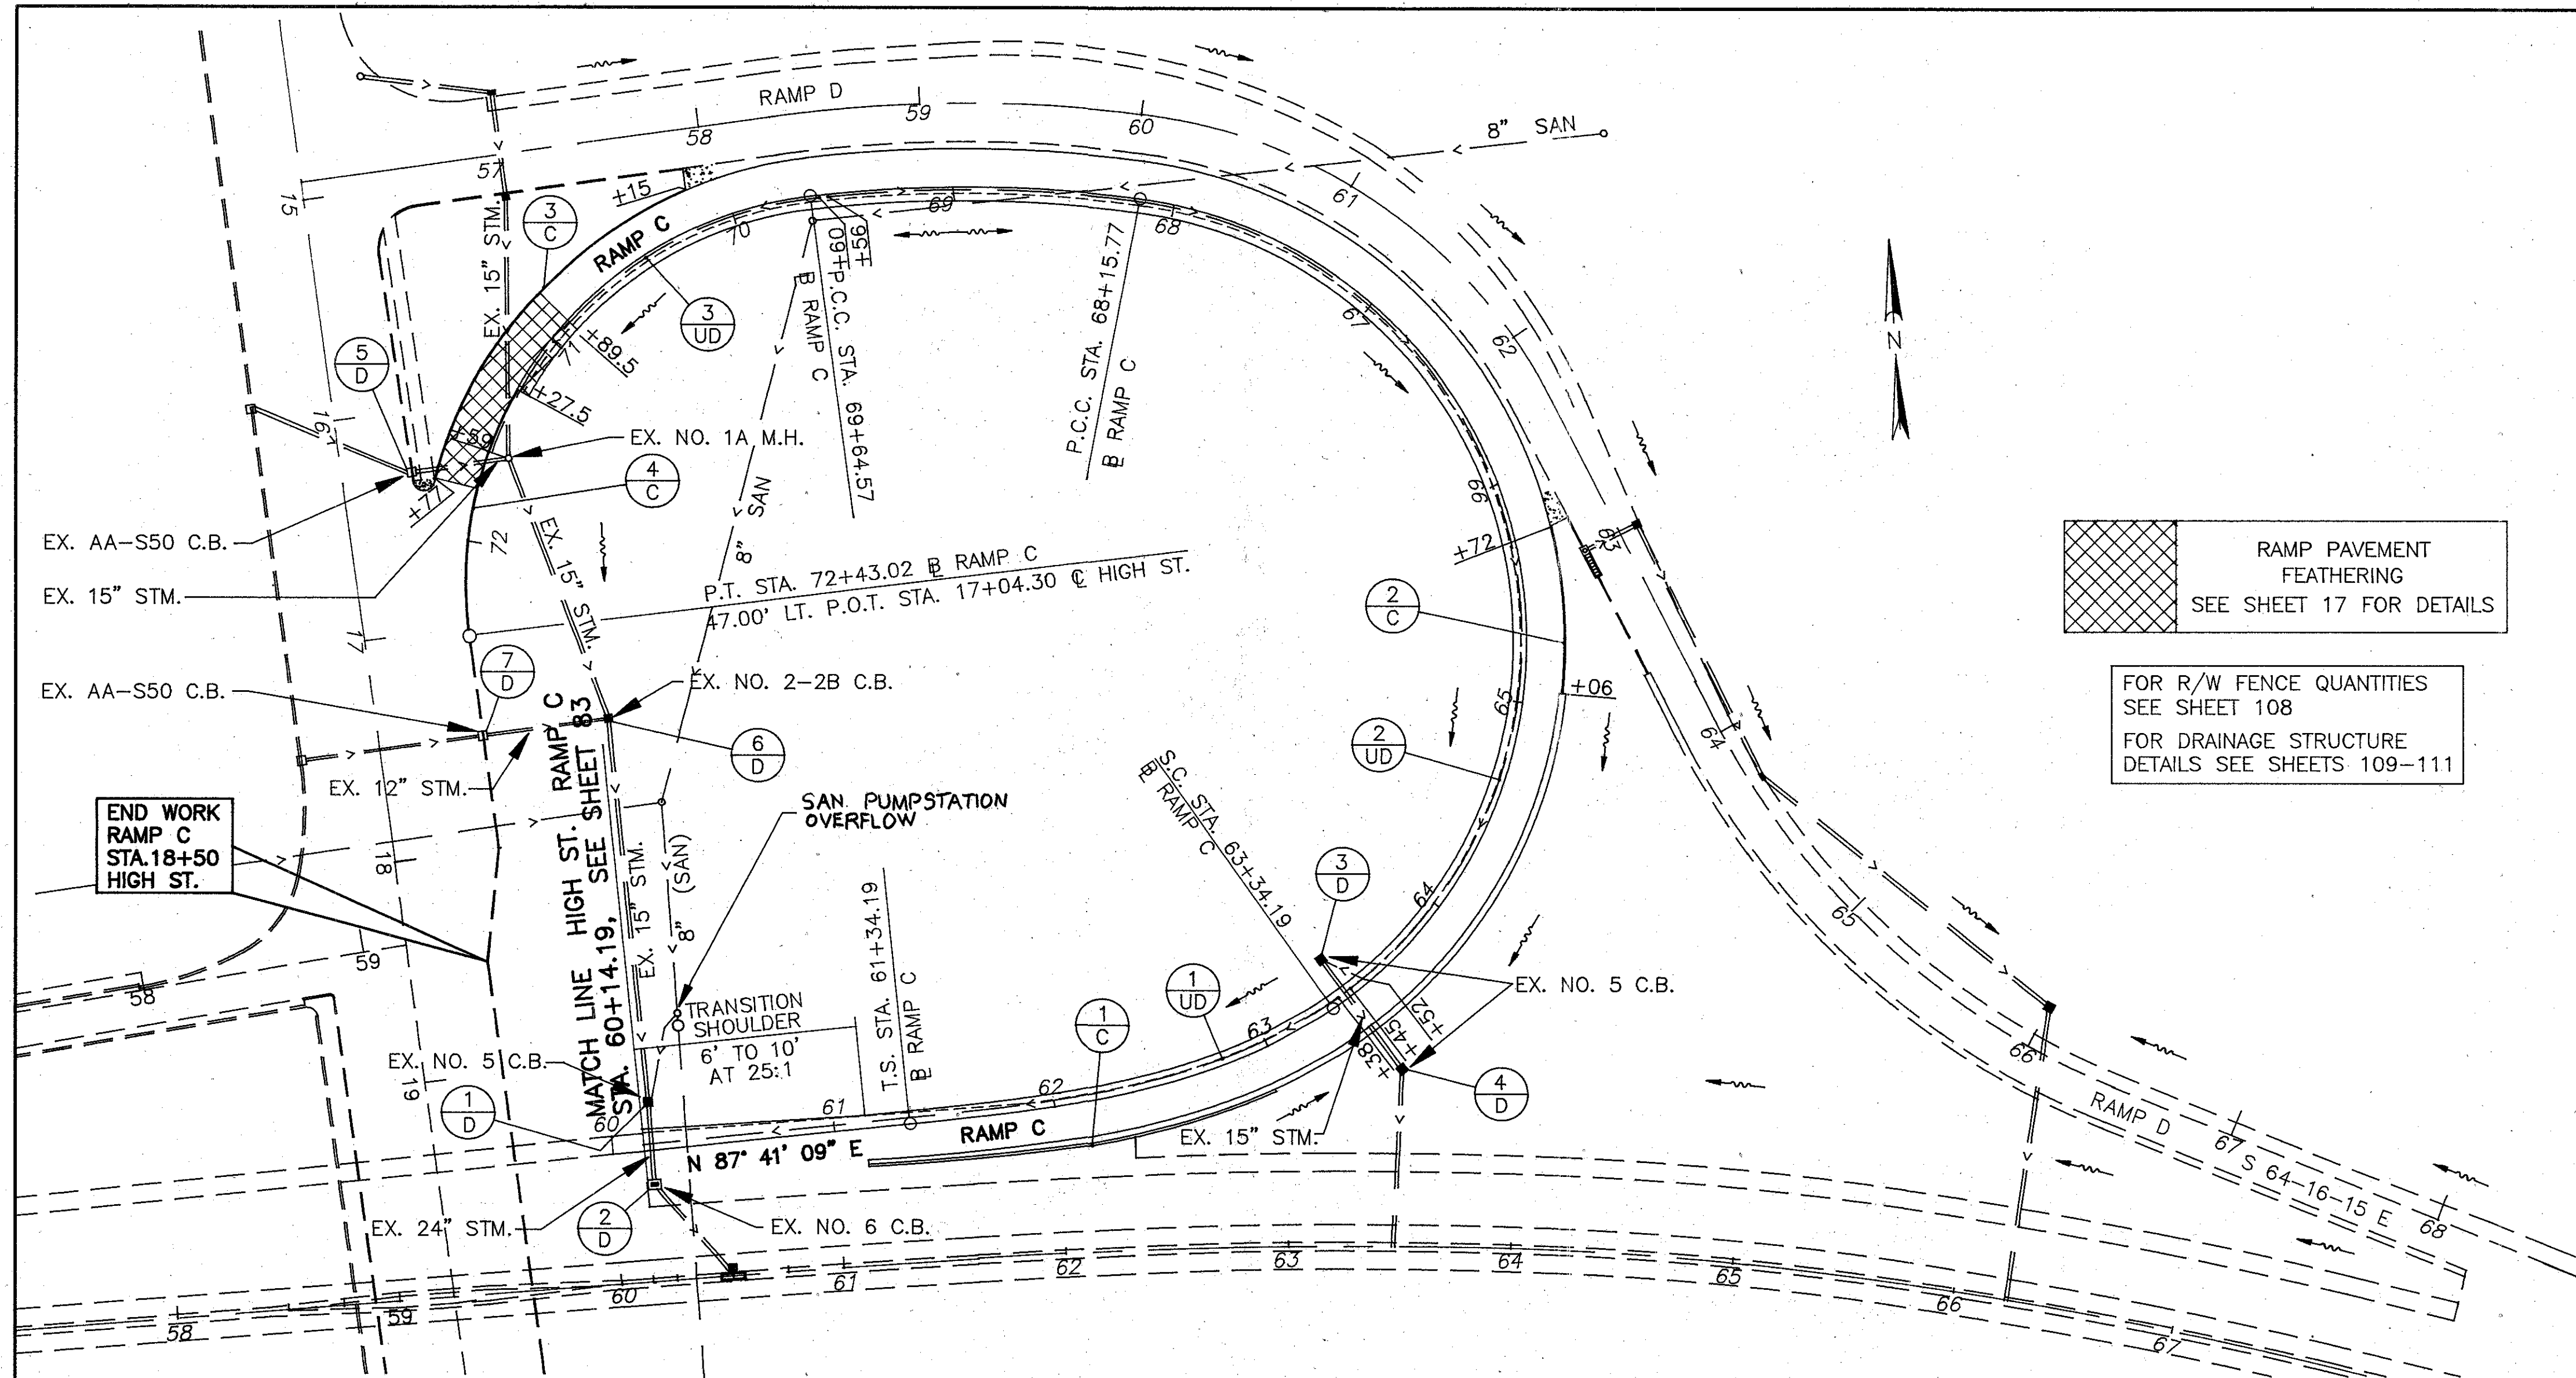 RAMP D
57
58
59
60
61
62
63
64
65
66
67
68
8" SAN
15
16
17
18
19
+15
3
C
EX. 15" STM.
RAMP C
70
69
68
67
66
65
64
63
62
61
60
+60
+56
P.C.C. STA. 69+64.57
B RAMP C
P.C.C. STA. 68+15.77
B RAMP C
3
UD
71
+89.5
+27.5
5
D
+59
+77
EX. NO. 1A M.H.
4
C
8" SAN
N
EX. AA-S50 C.B.
EX. 15" STM.
72
EX. 15" STM.
P.T. STA. 72+43.02 B RAMP C
47.00' LT. P.O.T. STA. 17+04.30 ℄ HIGH ST.
+72
2
C
+06
RAMP PAVEMENT
FEATHERING
SEE SHEET 17 FOR DETAILS
FOR R/W FENCE QUANTITIES
SEE SHEET 108
FOR DRAINAGE STRUCTURE
DETAILS SEE SHEETS 109-111
7
D
EX. AA-S50 C.B.
EX. NO. 2-2B C.B.
6
D
2
UD
EX. 12" STM.
MATCH LINE HIGH ST. RAMP C
STA. 60+14.19, SEE SHEET 83
END WORK
RAMP C
STA.18+50
HIGH ST.
SAN. PUMPSTATION
OVERFLOW
EX. 15" STM.
8" (SAN)
S.C. STA. 63+34.19
B RAMP C
3
D
T.S. STA. 61+34.19
B RAMP C
1
UD
EX. NO. 5 C.B.
TRANSITION
SHOULDER
6' TO 10'
AT 25:1
1
C
+52
+45
+38
EX. NO. 5 C.B.
1
D
4
D
RAMP C
EX. 15" STM.
N 87° 41' 09" E
RAMP D
S 64-16-15 E
EX. 24" STM.
2
D
EX. NO. 6 C.B.
58
59
58
59
60
61
62
63
64
65
66
67